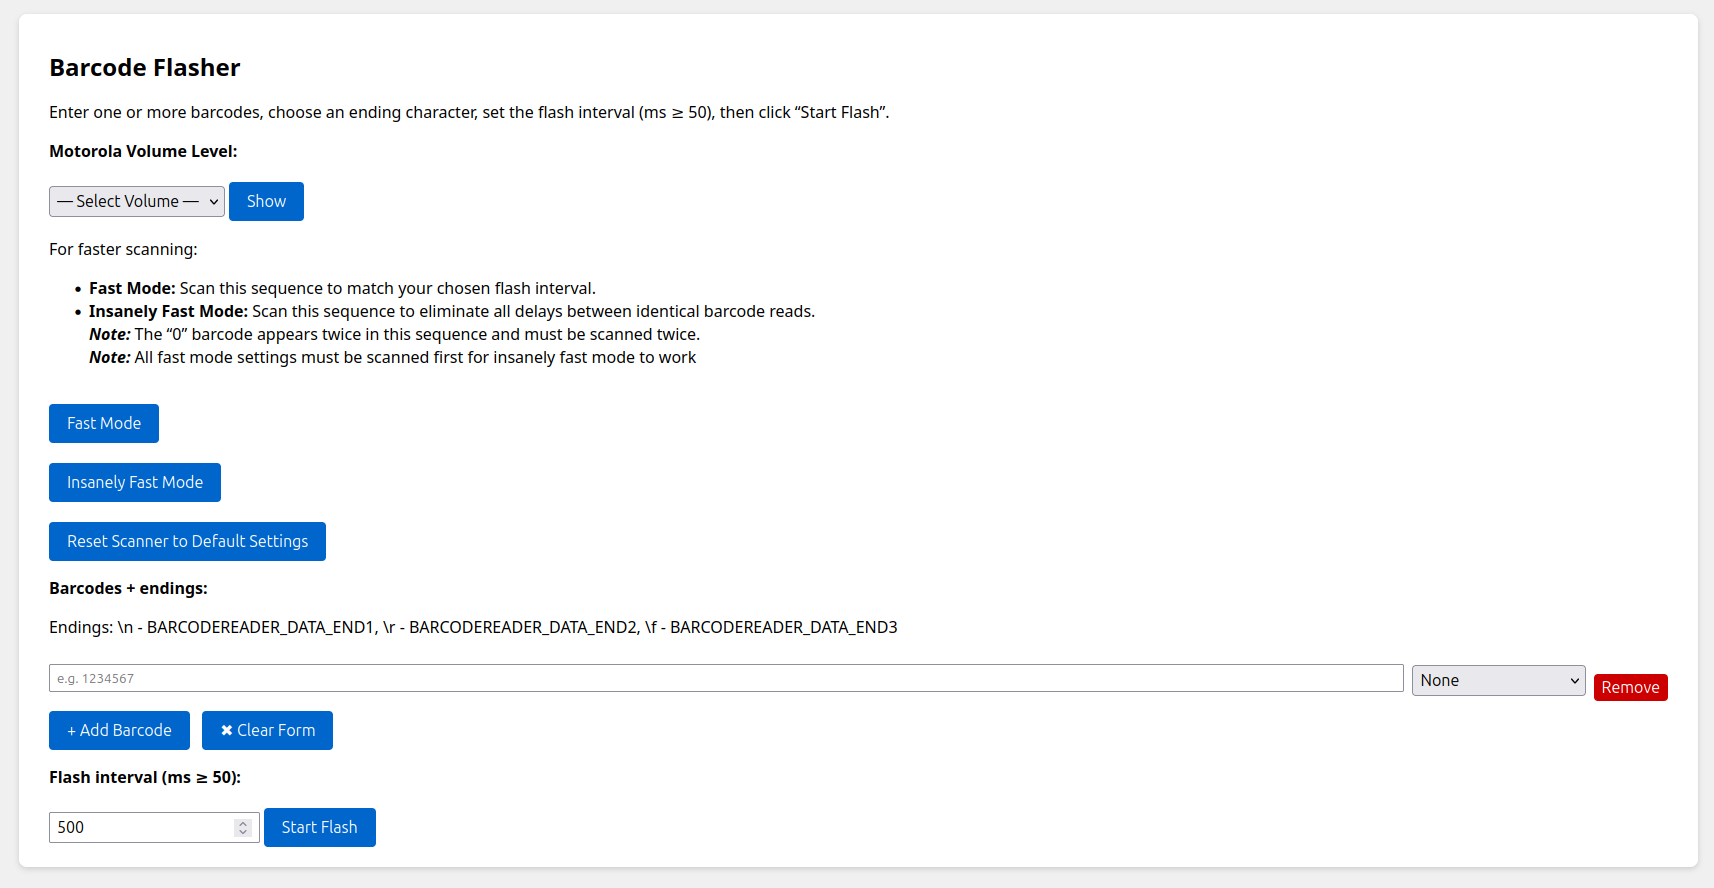 Barcode Flasher
Enter one or more barcodes, choose an ending character, set the flash interval (ms ≥ 50), then click “Start Flash”.
Motorola Volume Level:
— Select Volume — Show
For faster scanning:
• Fast Mode: Scan this sequence to match your chosen flash interval.
• Insanely Fast Mode: Scan this sequence to eliminate all delays between identical barcode reads.
Note: The “0” barcode appears twice in this sequence and must be scanned twice.
Note: All fast mode settings must be scanned first for insanely fast mode to work
Fast Mode
Insanely Fast Mode
Reset Scanner to Default Settings
Barcodes + endings:
Endings: \n - BARCODEREADER_DATA_END1, \r - BARCODEREADER_DATA_END2, \f - BARCODEREADER_DATA_END3
e.g. 1234567 None Remove
+ Add Barcode ✖ Clear Form
Flash interval (ms ≥ 50):
500 Start Flash